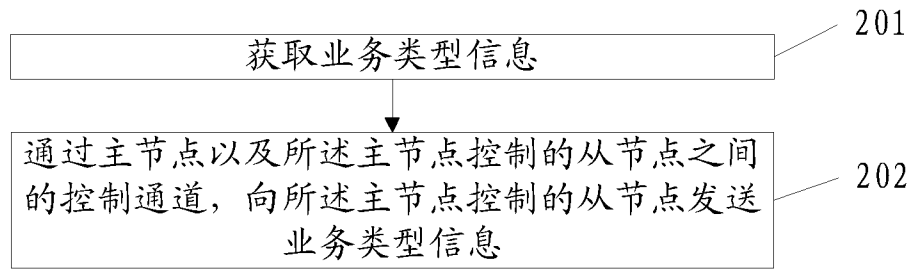 201
获取业务类型信息
通过主节点以及所述主节点控制的从节点之间
的控制通道，向所述主节点控制的从节点发送
业务类型信息
202